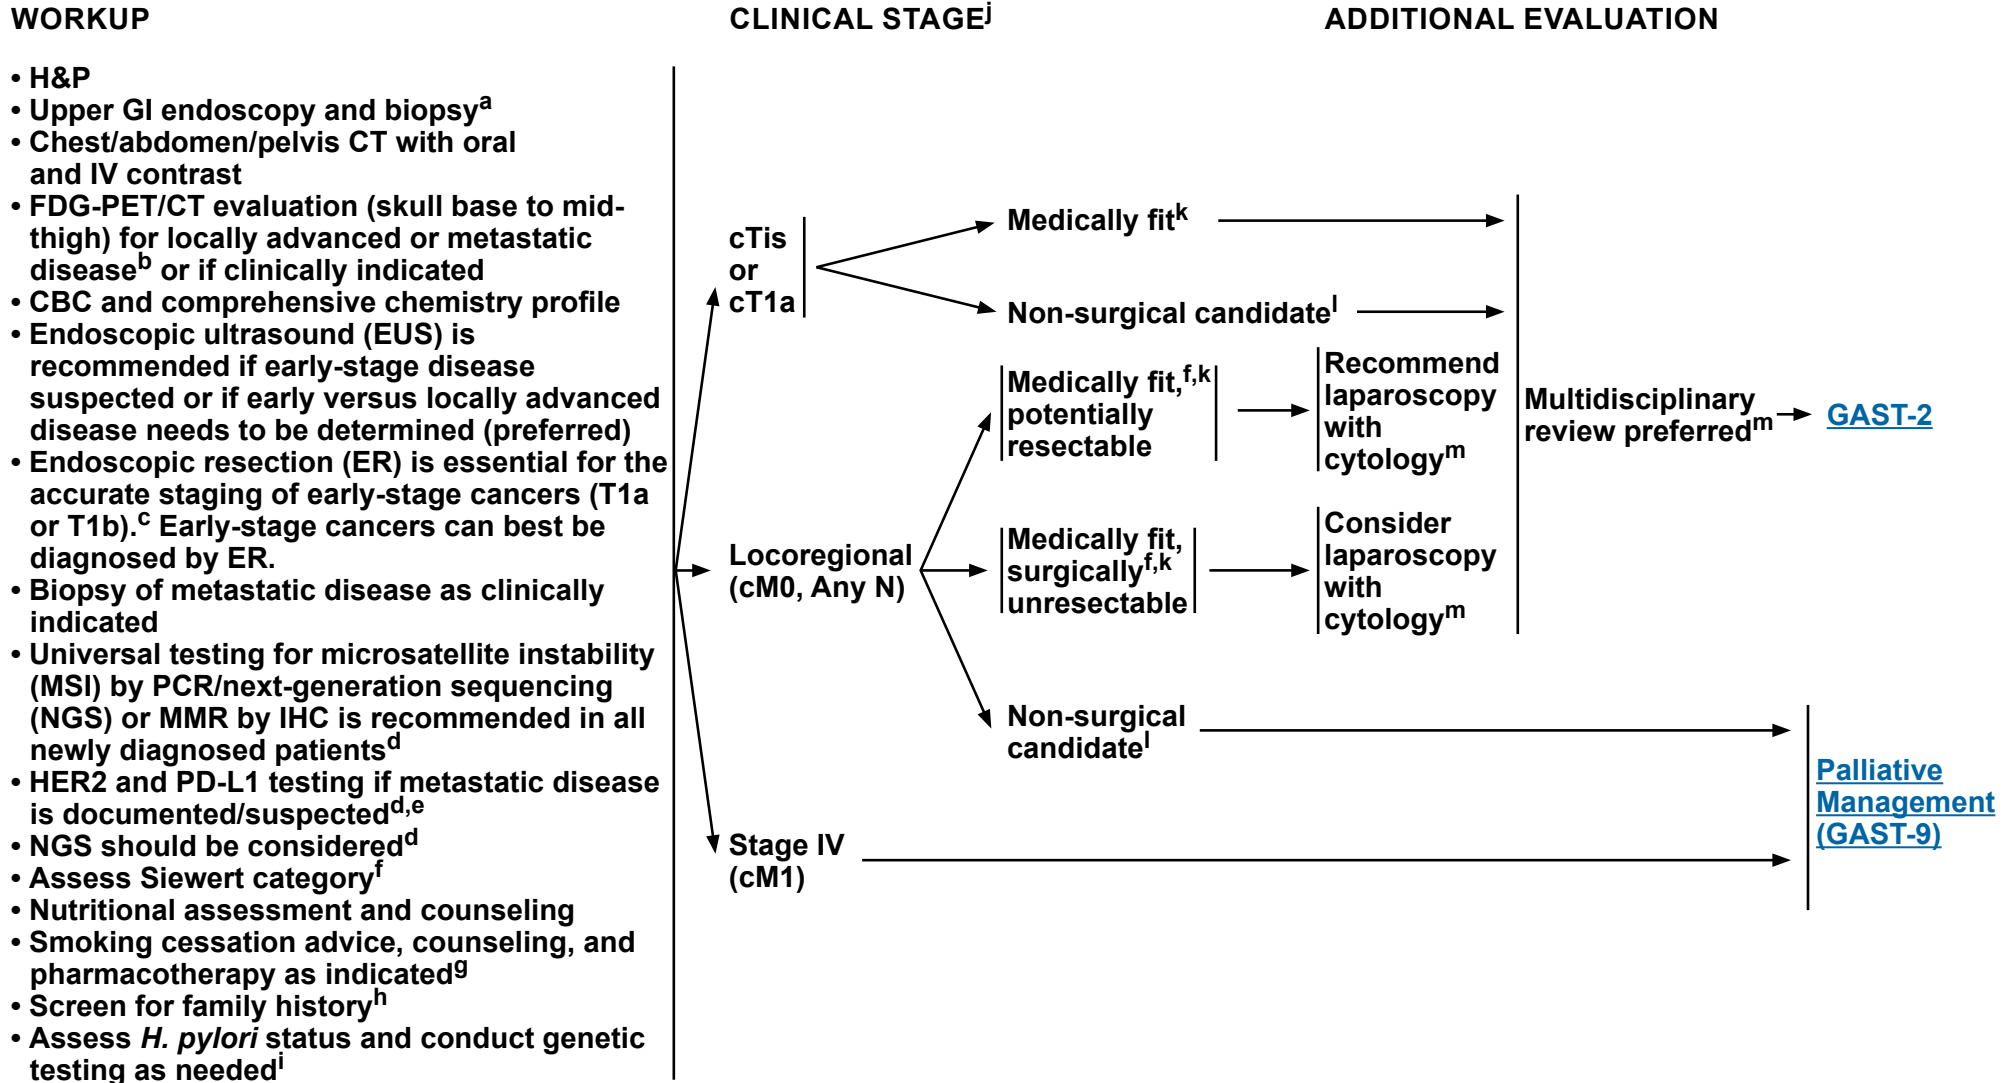 WORKUP
CLINICAL STAGEj
ADDITIONAL EVALUATION
• H&P
• Upper GI endoscopy and biopsya
• Chest/abdomen/pelvis CT with oral
and IV contrast
• FDG-PET/CT evaluation (skull base to mid-
thigh) for locally advanced or metastatic
diseaseb or if clinically indicated
• CBC and comprehensive chemistry profile
• Endoscopic ultrasound (EUS) is
recommended if early-stage disease
suspected or if early versus locally advanced
disease needs to be determined (preferred)
• Endoscopic resection (ER) is essential for the
accurate staging of early-stage cancers (T1a
or T1b).c Early-stage cancers can best be
diagnosed by ER.
• Biopsy of metastatic disease as clinically
indicated
• Universal testing for microsatellite instability
(MSI) by PCR/next-generation sequencing
(NGS) or MMR by IHC is recommended in all
newly diagnosed patientsd
• HER2 and PD-L1 testing if metastatic disease
is documented/suspectedd,e
• NGS should be consideredd
• Assess Siewert categoryf
• Nutritional assessment and counseling
• Smoking cessation advice, counseling, and
pharmacotherapy as indicatedg
• Screen for family historyh
• Assess H. pylori status and conduct genetic
testing as neededi
cTis
or
cT1a
Medically fitk
Non-surgical candidatel
Locoregional
(cM0, Any N)
Medically fit,f,k
potentially
resectable
Recommend
laparoscopy
with
cytologym
Medically fit,
surgicallyf,k
unresectable
Consider
laparoscopy
with
cytologym
Multidisciplinary
review preferredm
GAST-2
Non-surgical
candidatel
Stage IV
(cM1)
Palliative
Management
(GAST-9)